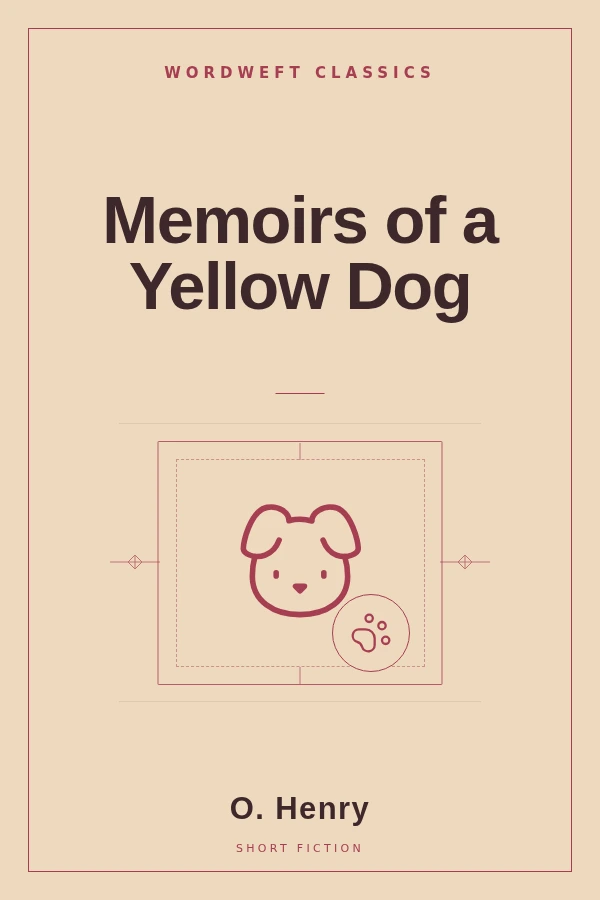 WORDWEFT CLASSICS
Memoirs of a
Yellow Dog
O. Henry
SHORT FICTION